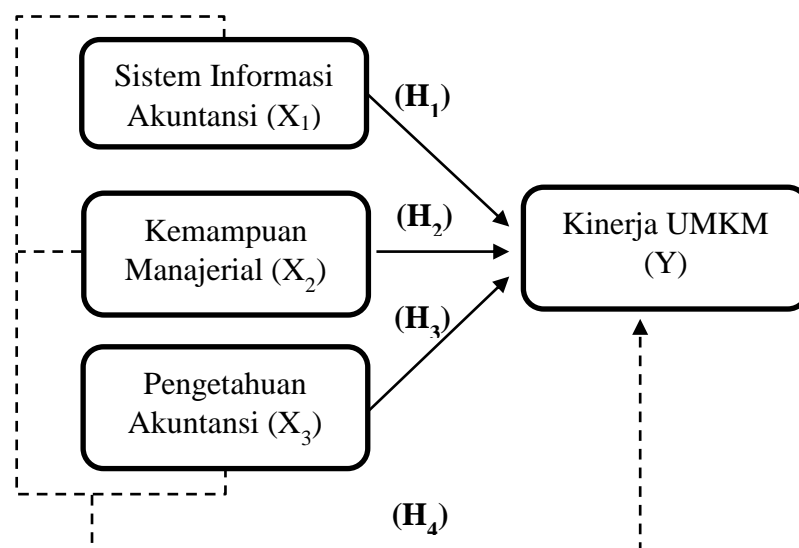 Sistem Informasi
Akuntansi (X₁)
(H₁)
Kemampuan
Manajerial (X₂)
(H₂)
Kinerja UMKM
(Y)
(H₃)
Pengetahuan
Akuntansi (X₃)
(H₄)